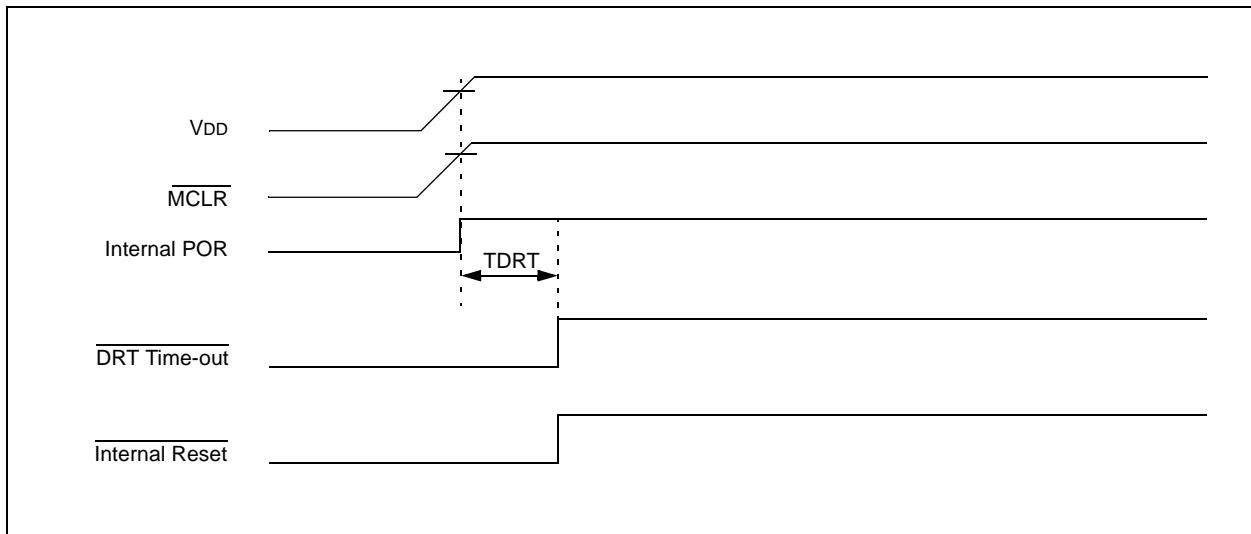 VDD
MCLR
Internal POR
TDRT
DRT Time-out
Internal Reset